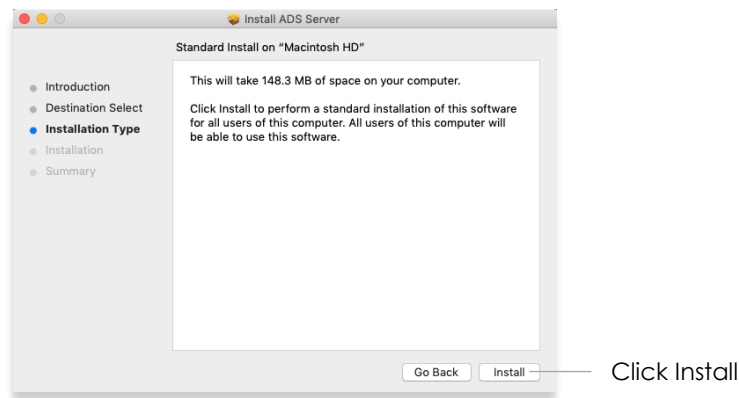 Install ADS Server
Standard Install on “Macintosh HD”
Introduction
Destination Select
Installation Type
Installation
Summary
This will take 148.3 MB of space on your computer.
Click Install to perform a standard installation of this software
for all users of this computer. All users of this computer will
be able to use this software.
Go Back
Install
Click Install